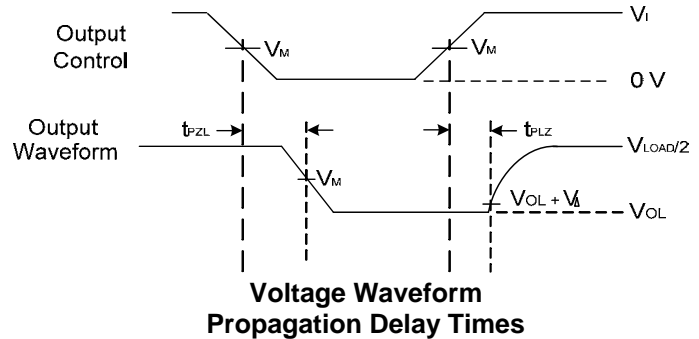 Output
Control
VM
VM
VI
0 V
Output
Waveform
tPZL
tPLZ
VM
VLOAD/2
VOL + VΔ
VOL
Voltage Waveform
Propagation Delay Times